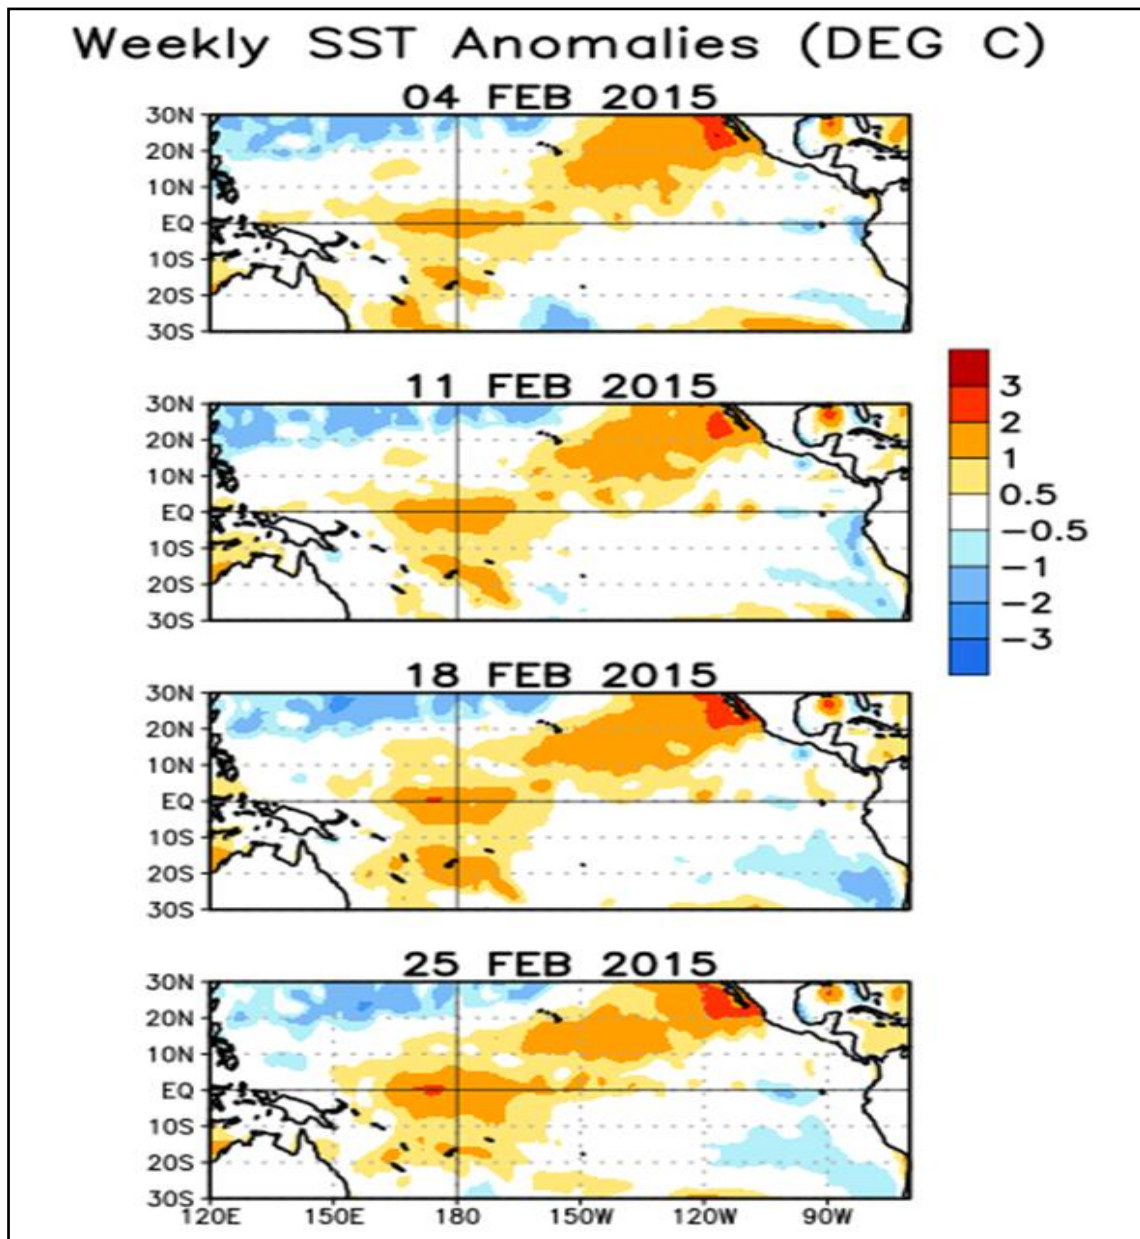 Weekly SST Anomalies (DEG C)
04 FEB 2015
30N
20N
10N
EQ
10S
20S
30S
11 FEB 2015
30N
20N
10N
EQ
10S
20S
30S
3
2
1
0.5
−0.5
−1
−2
−3
18 FEB 2015
30N
20N
10N
EQ
10S
20S
30S
25 FEB 2015
30N
20N
10N
EQ
10S
20S
30S
120E 150E 180 150W 120W 90W